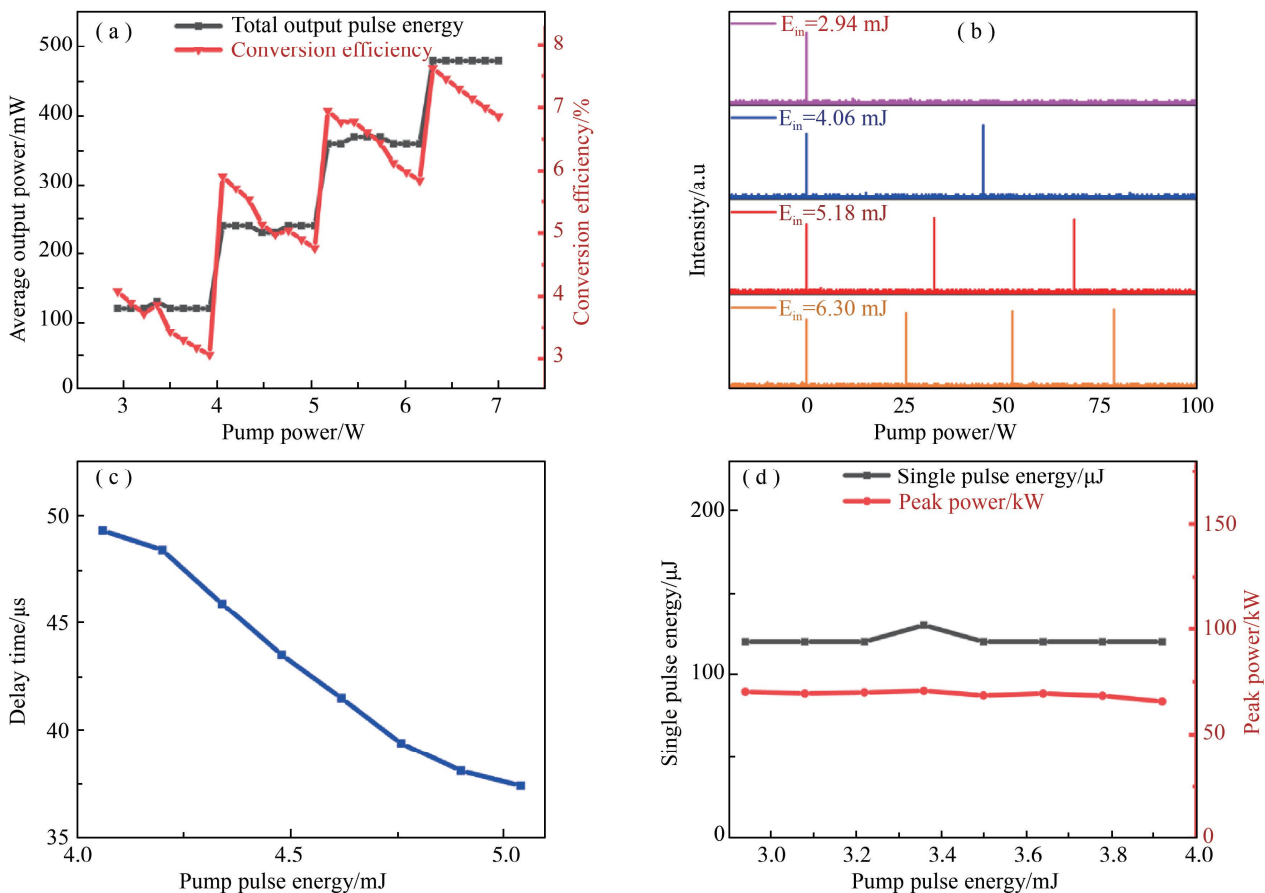 ( a )
Total output pulse energy
Conversion efficiency
500
400
300
200
100
0
Average output power/mW
8
7
6
5
4
3
Conversion efficiency/%
3 4 5 6 7
Pump power/W
( b )
E_in=2.94 mJ
E_in=4.06 mJ
E_in=5.18 mJ
E_in=6.30 mJ
Intensity/a.u
0 25 50 75 100
Pump power/W
( c )
50
45
40
35
Delay time/μs
4.0 4.5 5.0
Pump pulse energy/mJ
( d )
Single pulse energy/μJ
Peak power/kW
200
100
0
Single pulse energy/μJ
150
100
50
0
Peak power/kW
3.0 3.2 3.4 3.6 3.8 4.0
Pump pulse energy/mJ